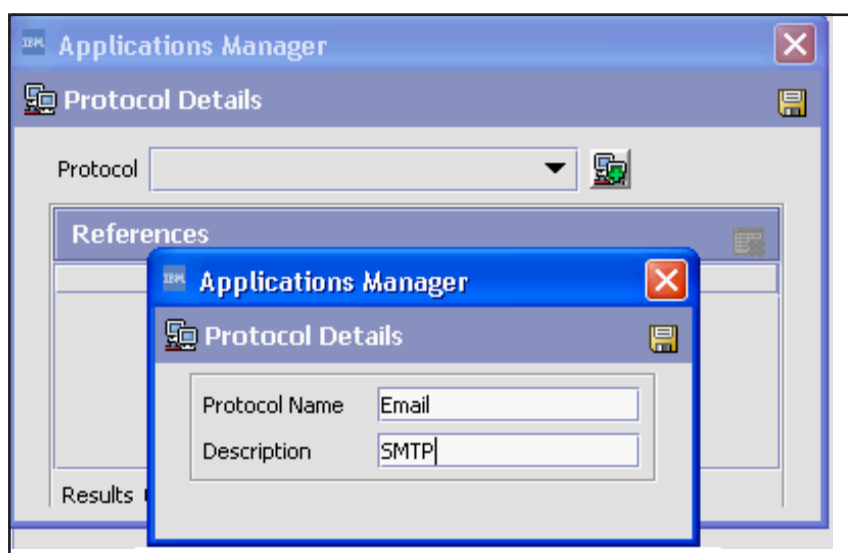 IBM Applications Manager
Protocol Details
Protocol
References
IBM Applications Manager
Protocol Details
Protocol Name Email
Description SMTP
Results